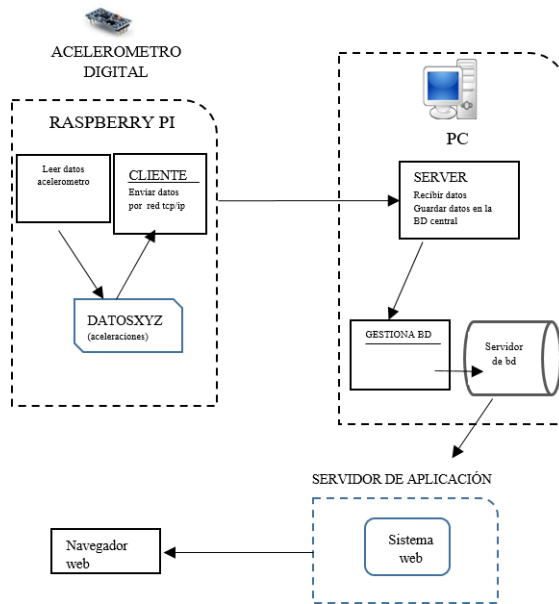 ACELEROMETRO
DIGITAL
RASPBERRY PI
Leer datos
acelerometro
CLIENTE
Enviar datos
por red tcp/ip
DATOSXYZ
(aceleraciones)
PC
SERVER
Recibir datos
Guardar datos en la
BD central
GESTIONA BD
Servidor
de bd
SERVIDOR DE APLICACIÓN
Sistema
web
Navegador
web